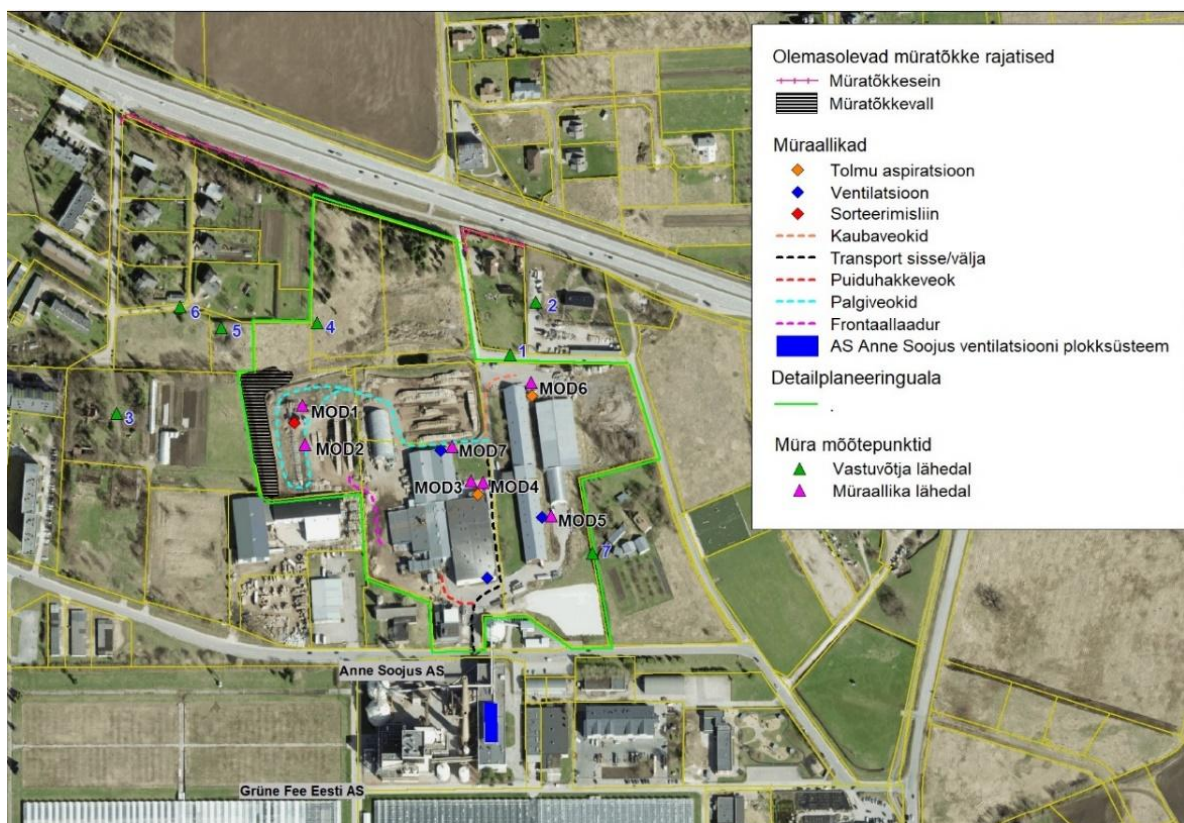 Olemasolevad müratõkke rajatised
Müratõkkesein
Müratõkkevall
Müraallikad
Tolmu aspiratsioon
Ventilatsioon
Sorteerimisliin
Kaubaveokid
Transport sisse/välja
Puiduhakkeveok
Palgiveokid
Frontaallaadur
AS Anne Soojus ventilatsiooni plokksüsteem
Detailplaneeringuala
.
Müra mõõtepunktid
Vastuvõtja lähedal
Müraallika lähedal
2
6
5
4
1
MOD6
3
MOD1
MOD2
MOD7
MOD3
MOD4
MOD5
7
Anne Soojus AS
Grüne Fee Eesti AS